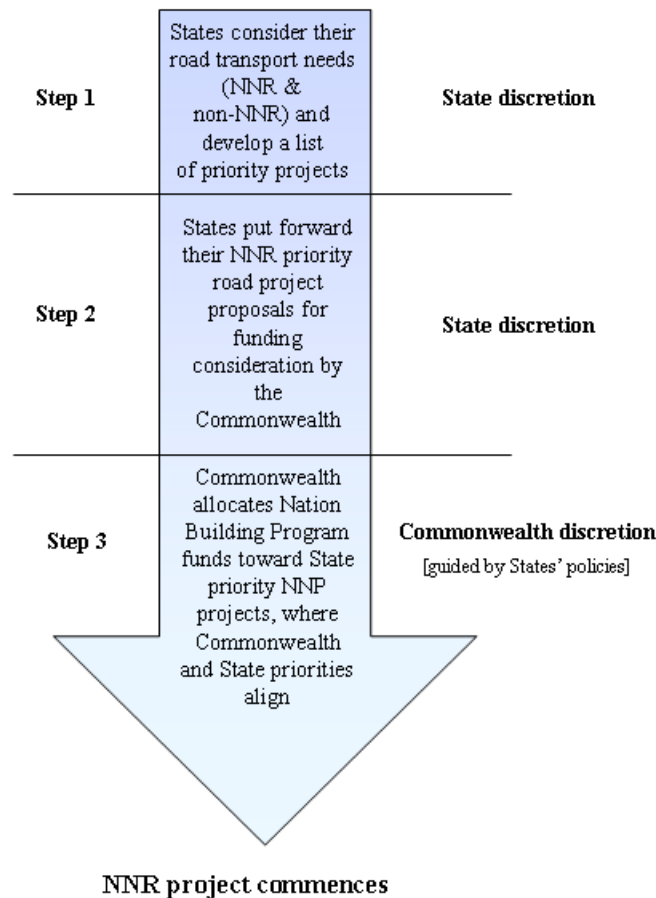 States consider their
road transport needs
(NNR &
non-NNR) and
develop a list
of priority projects
Step 1
State discretion
States put forward
their NNR priority
road project
proposals for
funding
consideration by
the
Commonwealth
Step 2
State discretion
Commonwealth
allocates Nation
Building Program
funds toward State
priority NNP
projects, where
Commonwealth
and State priorities
align
Step 3
Commonwealth discretion
[guided by States' policies]
NNR project commences